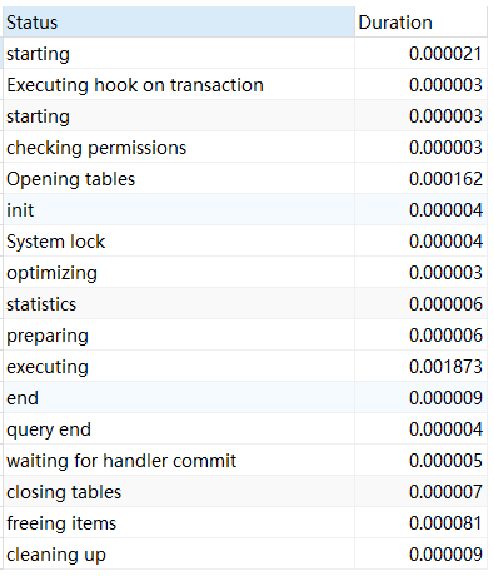 Status Duration
starting 0.000021
Executing hook on transaction 0.000003
starting 0.000003
checking permissions 0.000003
Opening tables 0.000162
init 0.000004
System lock 0.000004
optimizing 0.000003
statistics 0.000006
preparing 0.000006
executing 0.001873
end 0.000009
query end 0.000004
waiting for handler commit 0.000005
closing tables 0.000007
freeing items 0.000081
cleaning up 0.000009